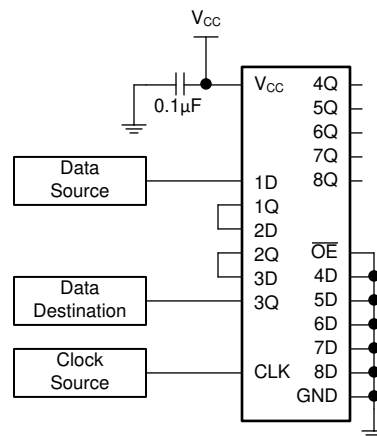 VCC
0.1µF
Data
Source
Data
Destination
Clock
Source
VCC
1D
1Q
2D
2Q
3D
3Q
CLK
4Q
5Q
6Q
7Q
8Q
OE
4D
5D
6D
7D
8D
GND